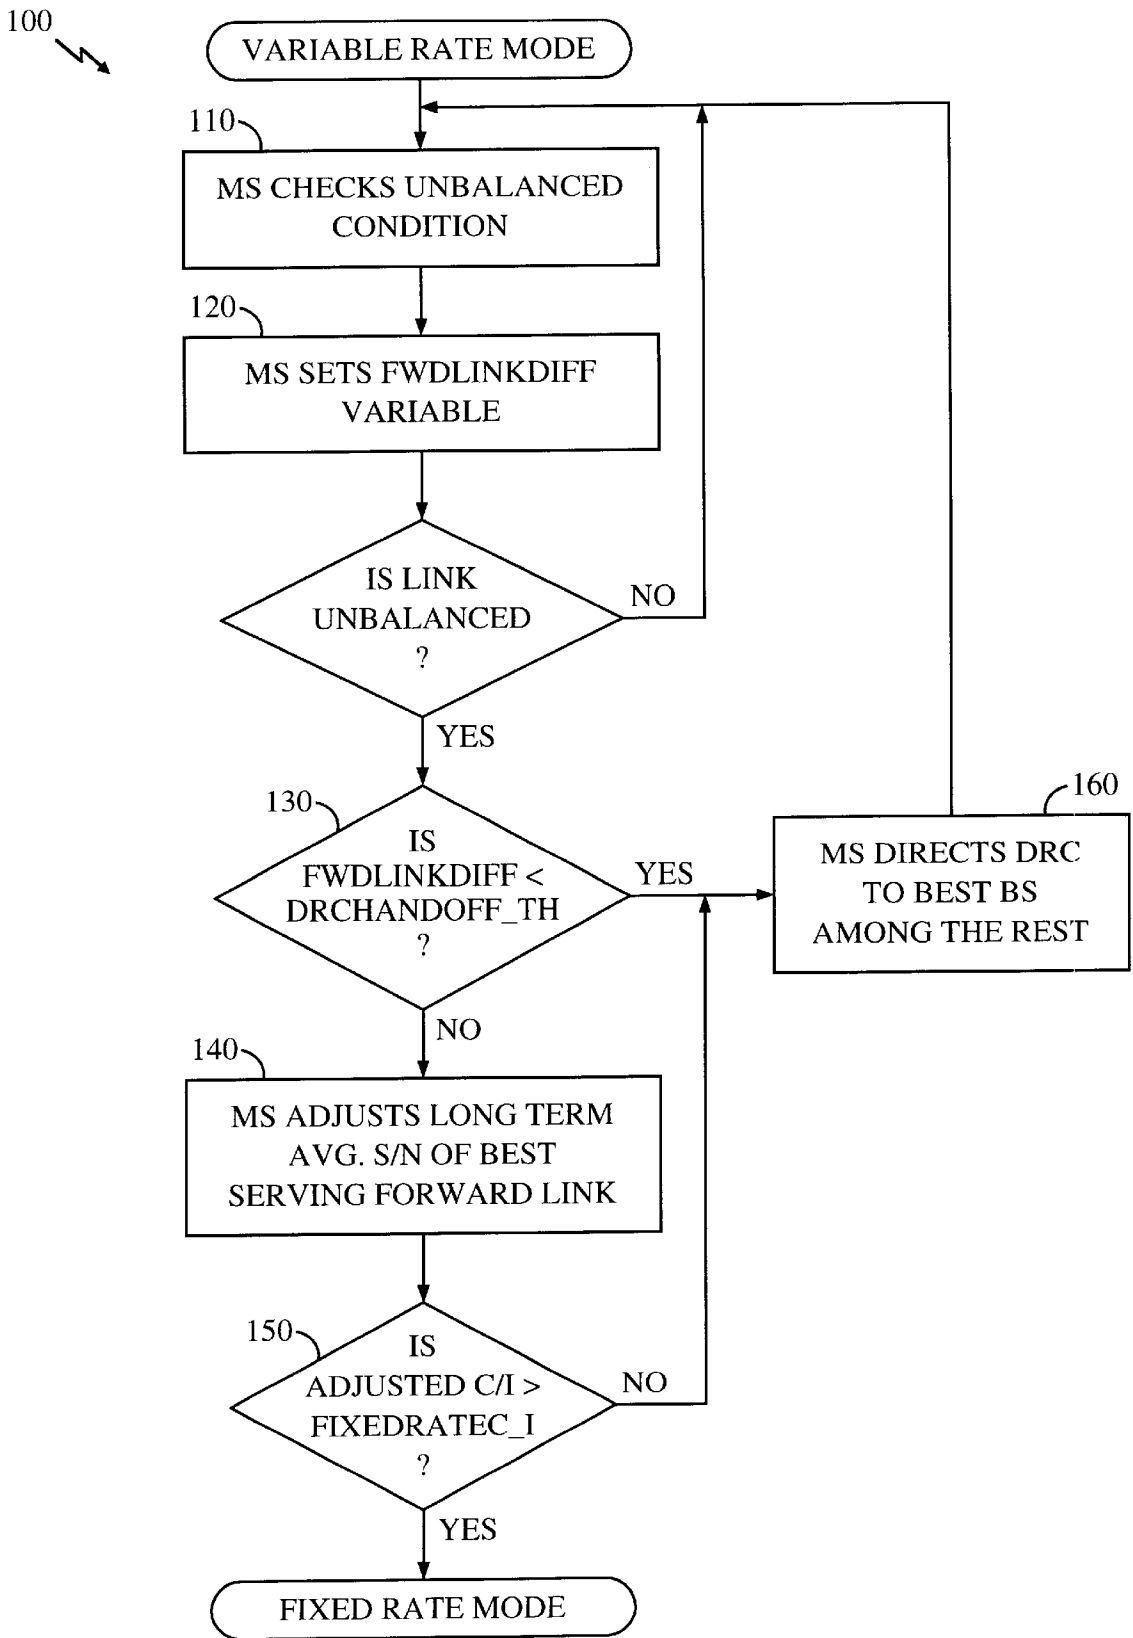 100
VARIABLE RATE MODE
110
MS CHECKS UNBALANCED
CONDITION
120
MS SETS FWDLINKDIFF
VARIABLE
IS LINK
UNBALANCED
?
NO
YES
130
IS
FWDLINKDIFF <
DRCHANDOFF_TH
?
YES
160
MS DIRECTS DRC
TO BEST BS
AMONG THE REST
NO
140
MS ADJUSTS LONG TERM
AVG. S/N OF BEST
SERVING FORWARD LINK
150
IS
ADJUSTED C/I >
FIXEDRATEC_I
?
NO
YES
FIXED RATE MODE